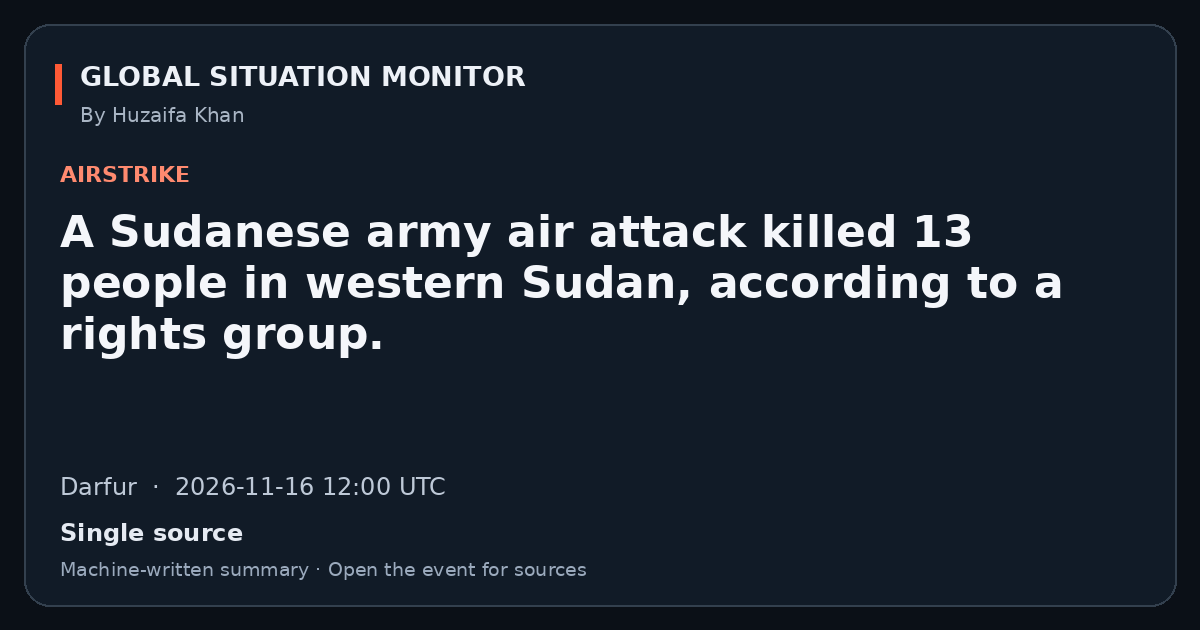 GLOBAL SITUATION MONITOR
By Huzaifa Khan
AIRSTRIKE
A Sudanese army air attack killed 13
people in western Sudan, according to a
rights group.
Darfur · 2026-11-16 12:00 UTC
Single source
Machine-written summary · Open the event for sources